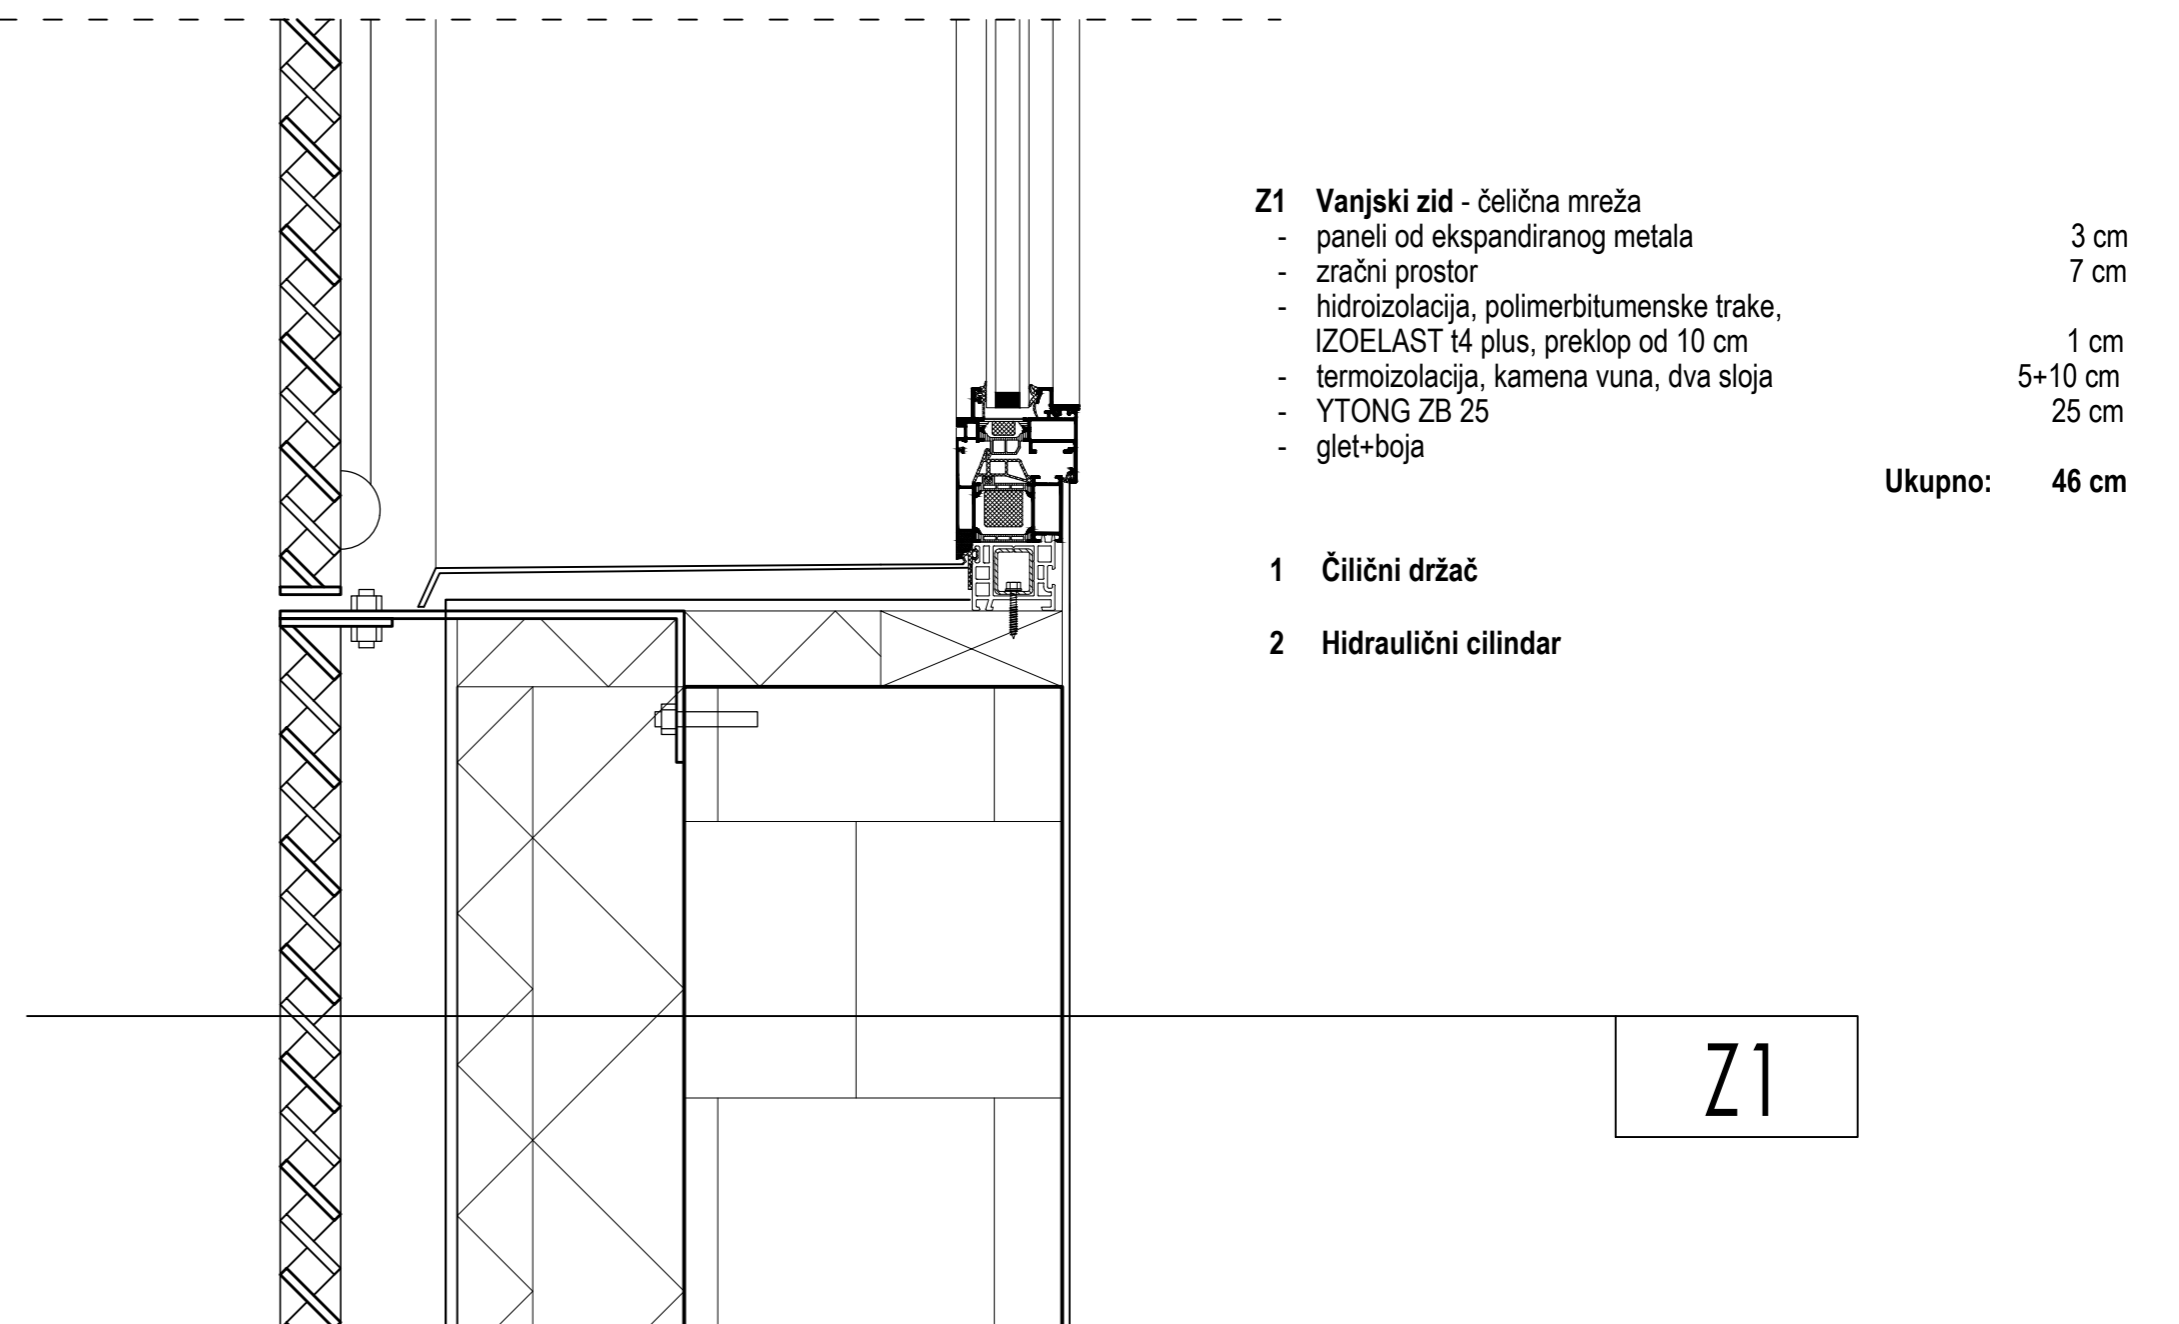 Z1 Vanjski zid - čelična mreža
- paneli od ekspandiranog metala 3 cm
- zračni prostor 7 cm
- hidroizolacija, polimerbitumenske trake,
IZOELAST t4 plus, preklop od 10 cm 1 cm
- termoizolacija, kamena vuna, dva sloja 5+10 cm
- YTONG ZB 25 25 cm
- glet+boja
Ukupno: 46 cm
1 Čilični držač
2 Hidraulični cilindar
Z1